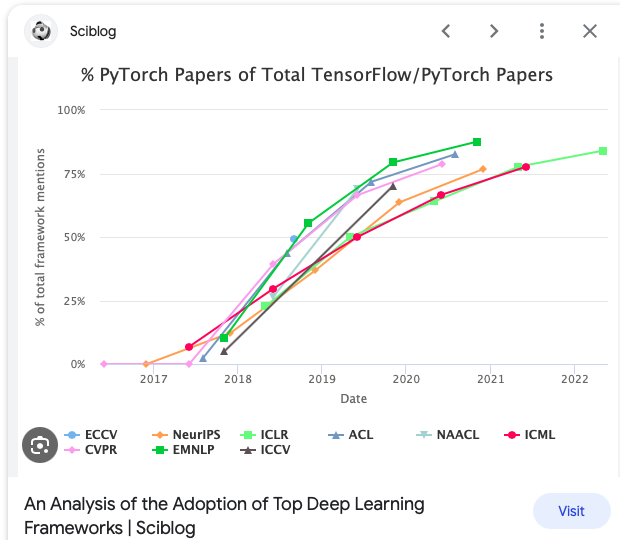 Sciblog
% PyTorch Papers of Total TensorFlow/PyTorch Papers
100%
75%
50%
25%
0%
% of total framework mentions
2017 2018 2019 2020 2021 2022
Date
ECCV NeurIPS ICLR ACL NAACL ICML
CVPR EMNLP ICCV
An Analysis of the Adoption of Top Deep Learning
Frameworks | Sciblog
Visit